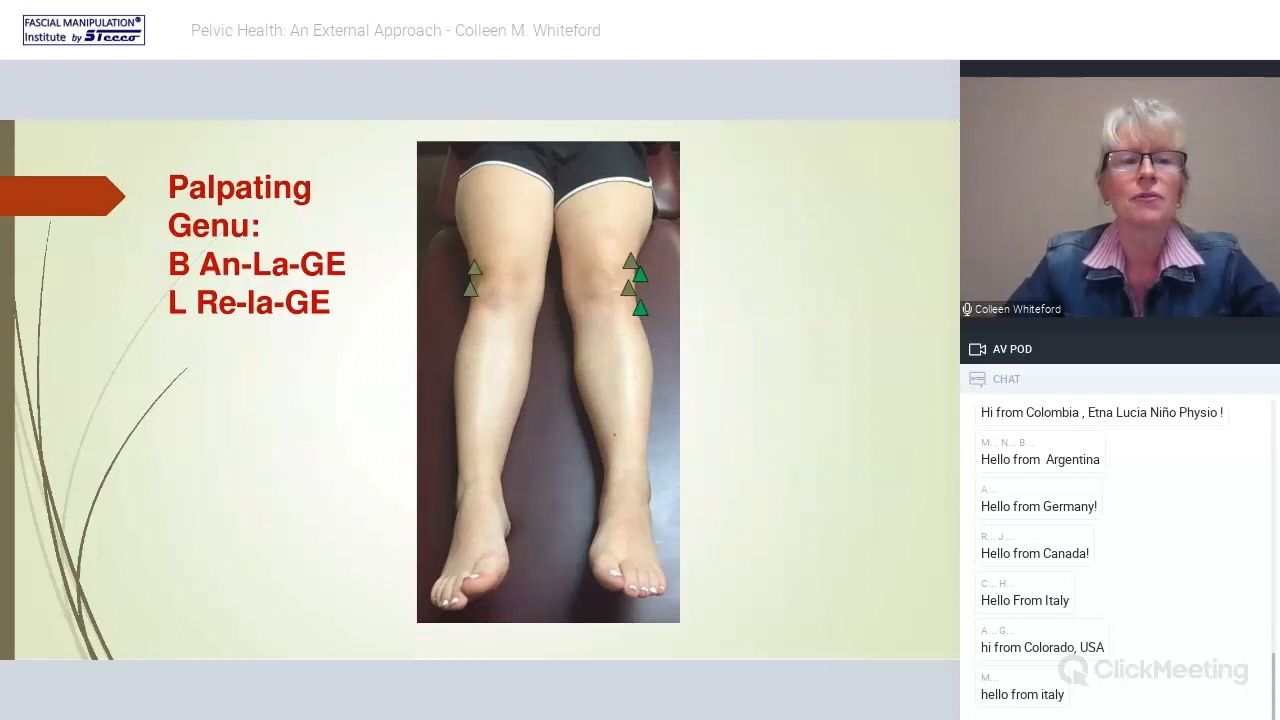 FASCIAL MANIPULATION®
Institute by Stecco
Pelvic Health: An External Approach - Colleen M. Whiteford
Palpating
Genu:
B An-La-GE
L Re-la-GE
Colleen Whiteford
AV POD
CHAT
Hi from Colombia , Etna Lucia Niño Physio !
M... N... B...
Hello from Argentina
A...
Hello from Germany!
R... J...
Hello from Canada!
C... H...
Hello From Italy
A... G...
hi from Colorado, USA
M...
hello from italy
ClickMeeting